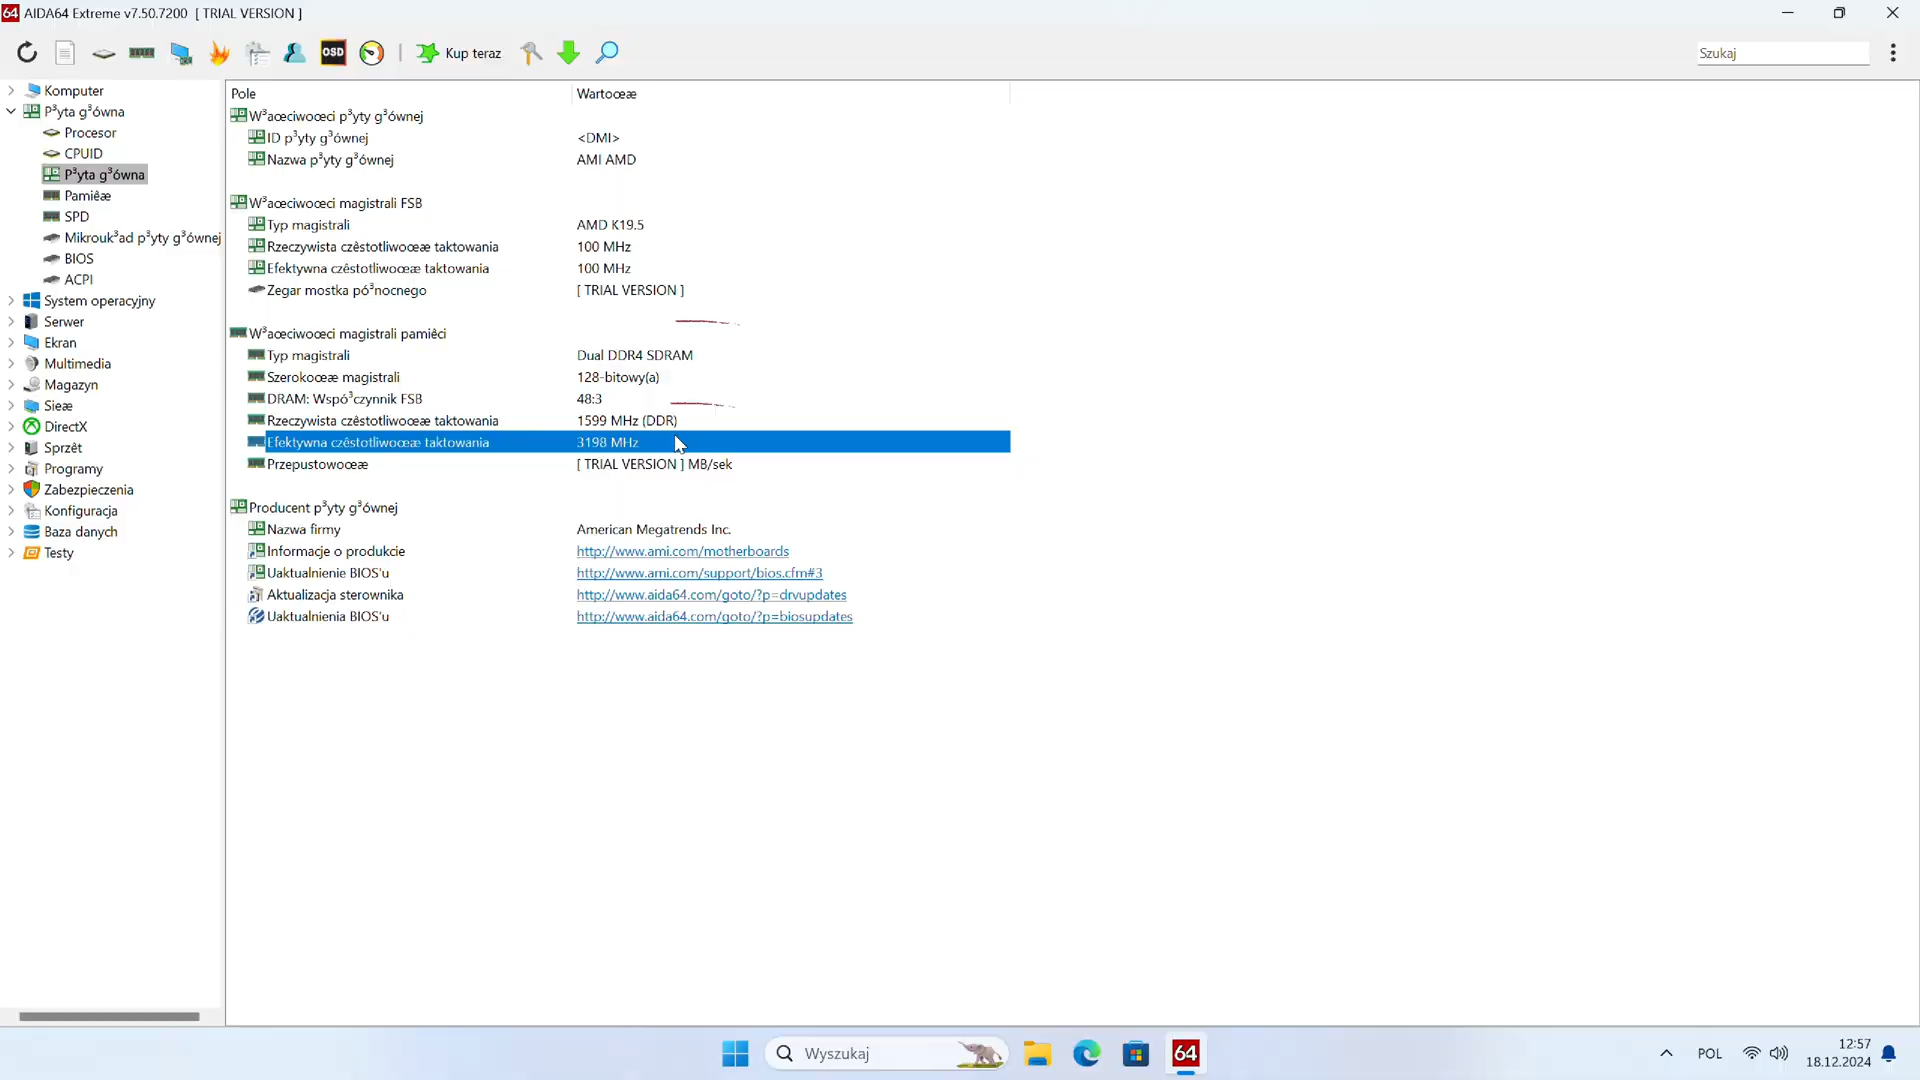 64 AIDA64 Extreme v7.50.7200 [ TRIAL VERSION ]
OSD Kup teraz Szukaj
Komputer
P³yta g³ówna
Procesor
CPUID
P³yta g³ówna
Pamiêæ
SPD
Mikrouk³ad p³yty g³ównej
BIOS
ACPI
System operacyjny
Serwer
Ekran
Multimedia
Magazyn
Sieæ
DirectX
Sprzêt
Programy
Zabezpieczenia
Konfiguracja
Baza danych
Testy
Pole Wartoœæ
W³aœciwoœci p³yty g³ównej
ID p³yty g³ównej <DMI>
Nazwa p³yty g³ównej AMI AMD
W³aœciwoœci magistrali FSB
Typ magistrali AMD K19.5
Rzeczywista czêstotliwoœæ taktowania 100 MHz
Efektywna czêstotliwoœæ taktowania 100 MHz
Zegar mostka pó³nocnego [ TRIAL VERSION ]
W³aœciwoœci magistrali pamiêci
Typ magistrali Dual DDR4 SDRAM
Szerokoœæ magistrali 128-bitowy(a)
DRAM: Wspó³czynnik FSB 48:3
Rzeczywista czêstotliwoœæ taktowania 1599 MHz (DDR)
Efektywna czêstotliwoœæ taktowania 3198 MHz
Przepustowoœæ [ TRIAL VERSION ] MB/sek
Producent p³yty g³ównej
Nazwa firmy American Megatrends Inc.
Informacje o produkcie http://www.ami.com/motherboards
Uaktualnienie BIOS'u http://www.ami.com/support/bios.cfm#3
Aktualizacja sterownika http://www.aida64.com/goto/?p=drvupdates
Uaktualnienia BIOS'u http://www.aida64.com/goto/?p=biosupdates
Wyszukaj 64 POL 12:57
18.12.2024